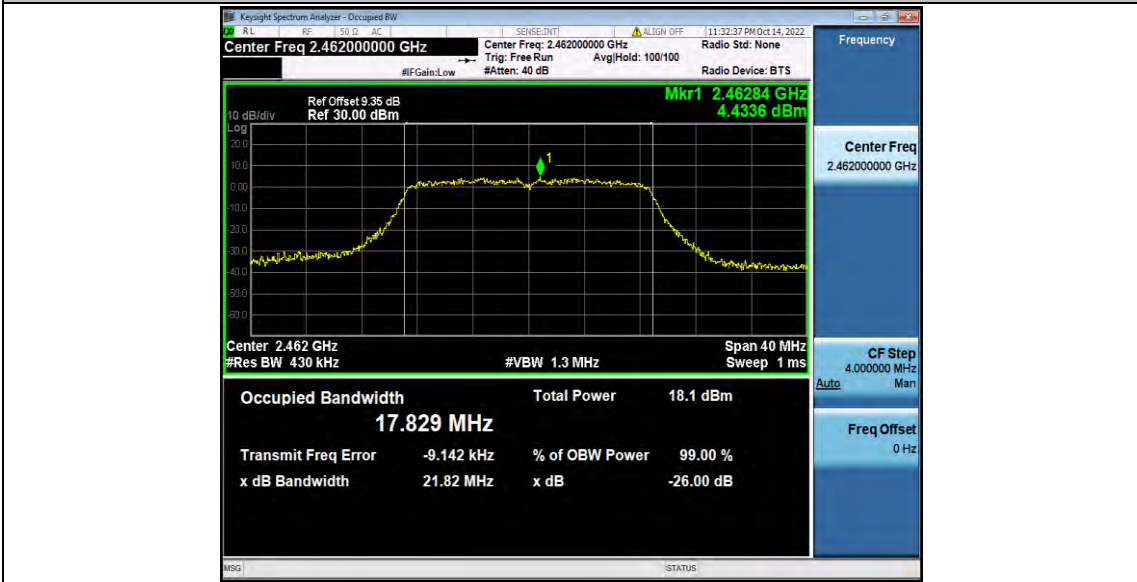 Keysight Spectrum Analyzer - Occupied BW
RL RF 50 Ω AC SENSE:INT ALIGN OFF 11:32:37 PM Oct 14, 2022
Center Freq 2.462000000 GHz Center Freq: 2.462000000 GHz Radio Std: None
Trig: Free Run Avg|Hold: 100/100
#IFGain:Low #Atten: 40 dB Radio Device: BTS
Mkr1 2.46284 GHz
4.4336 dBm
Ref Offset 9.35 dB
10 dB/div Ref 30.00 dBm
Log
20.0
10.0
0.00
-10.0
-20.0
-30.0
-40.0
-50.0
-60.0
1
Center 2.462 GHz Span 40 MHz
#Res BW 430 kHz #VBW 1.3 MHz Sweep 1 ms
Occupied Bandwidth Total Power 18.1 dBm
17.829 MHz
Transmit Freq Error -9.142 kHz % of OBW Power 99.00 %
x dB Bandwidth 21.82 MHz x dB -26.00 dB
MSG STATUS
Frequency
Center Freq
2.462000000 GHz
CF Step
4.000000 MHz
Auto Man
Freq Offset
0 Hz